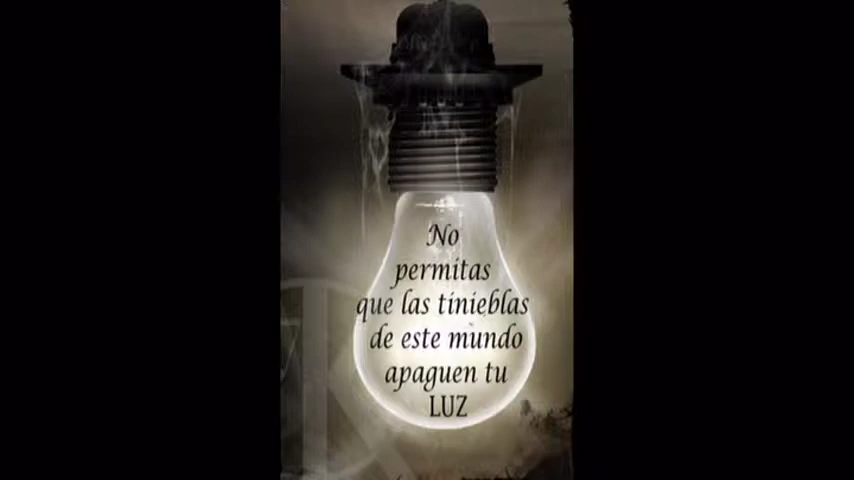 No
permitas
que las tinieblas
de este mundo
apaguen tu
LUZ